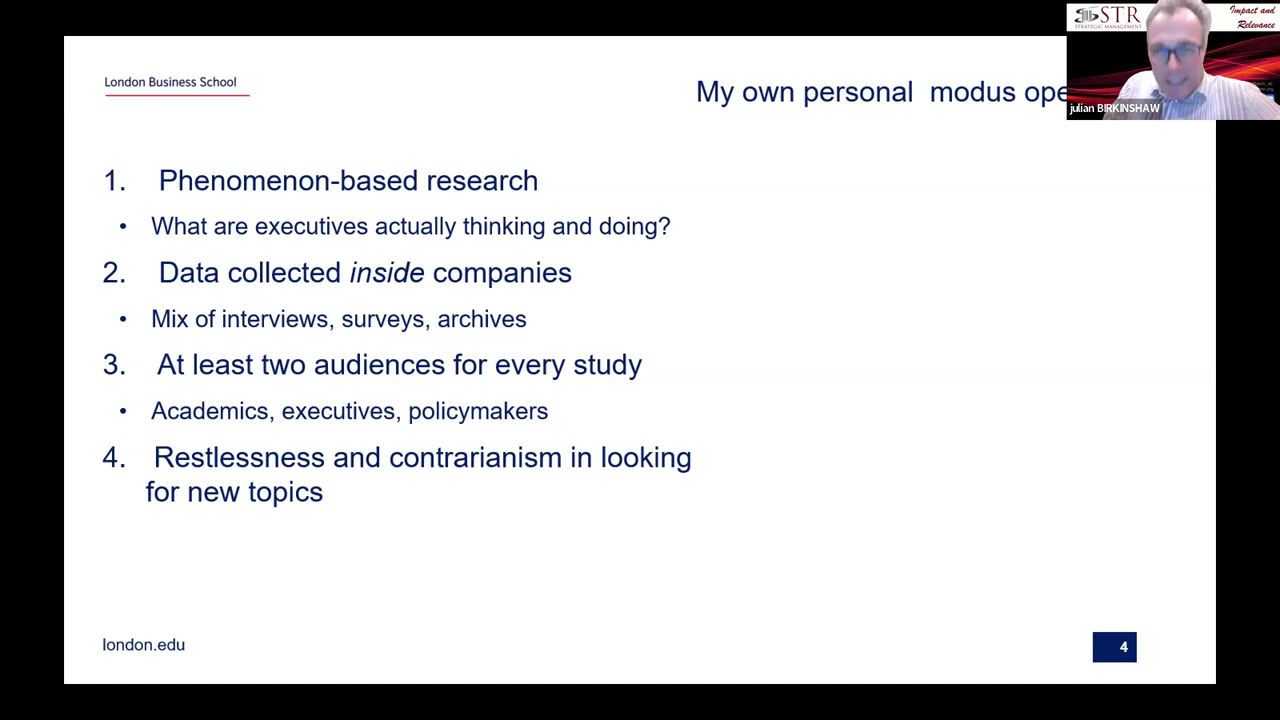 STR
STRATEGIC MANAGEMENT
Impact and
Relevance
julian BIRKINSHAW
London Business School
My own personal modus ope
1. Phenomenon-based research
• What are executives actually thinking and doing?
2. Data collected inside companies
• Mix of interviews, surveys, archives
3. At least two audiences for every study
• Academics, executives, policymakers
4. Restlessness and contrarianism in looking
for new topics
london.edu
4